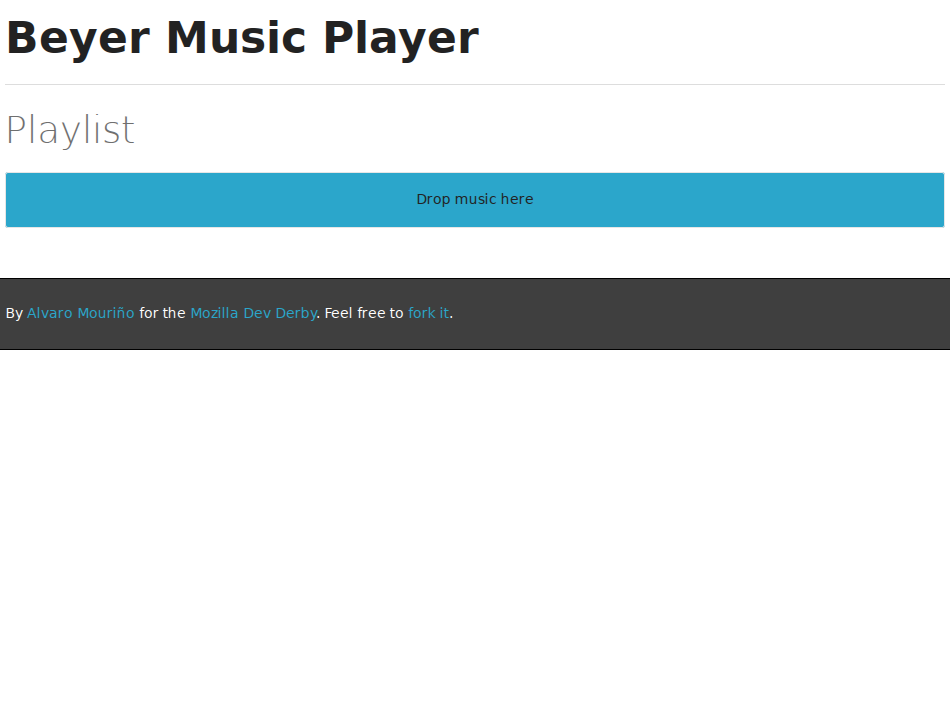 Beyer Music Player
Playlist
Drop music here
By Alvaro Mouriño for the Mozilla Dev Derby. Feel free to fork it.